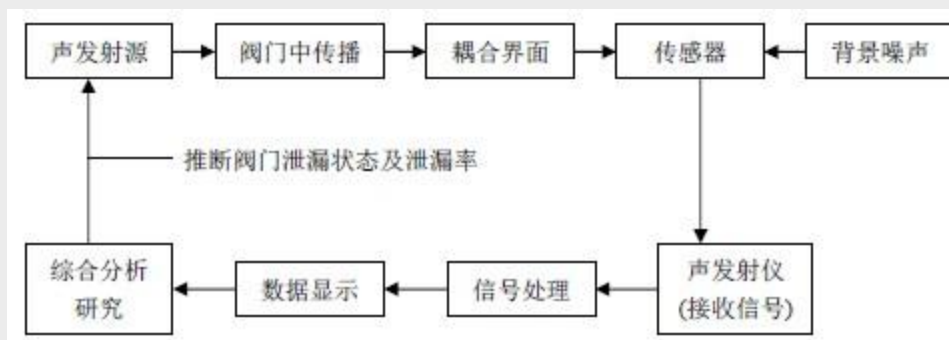 声发射源
阀门中传播
耦合界面
传感器
背景噪声
推断阀门泄漏状态及泄漏率
综合分析
研究
数据显示
信号处理
声发射仪
(接收信号)